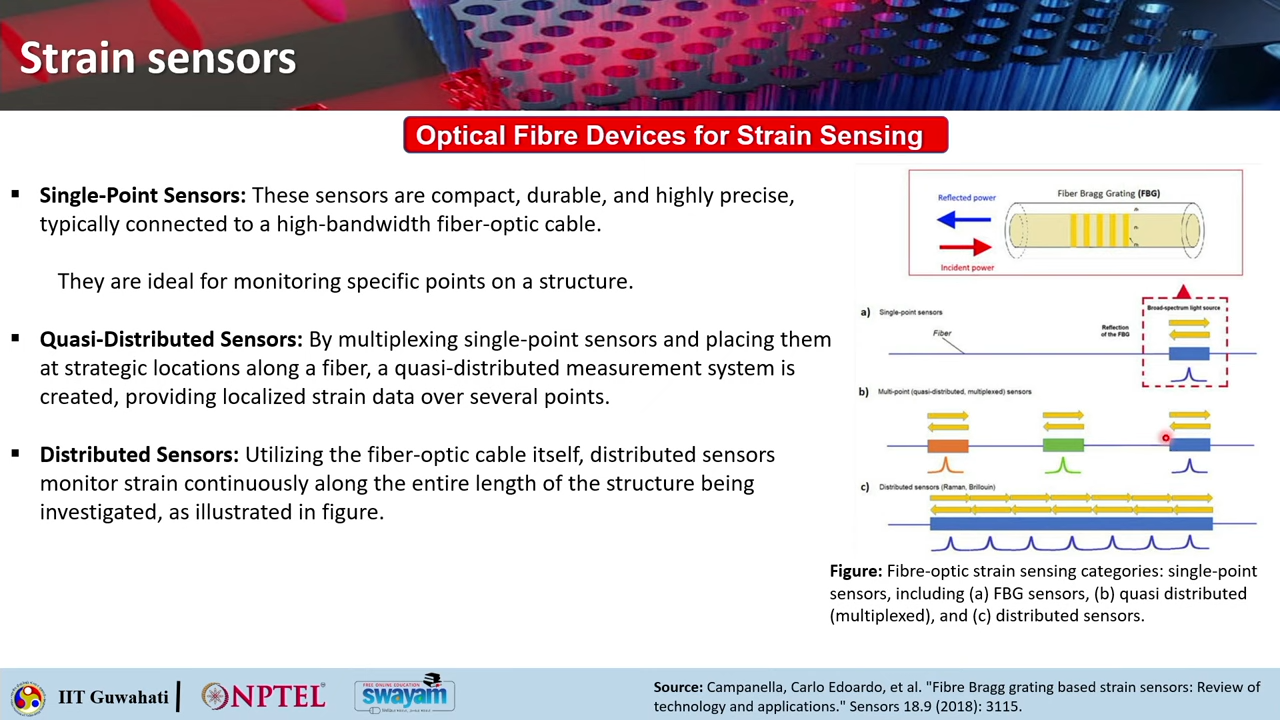 Strain sensors
Optical Fibre Devices for Strain Sensing
▪ Single-Point Sensors: These sensors are compact, durable, and highly precise,
typically connected to a high-bandwidth fiber-optic cable.
They are ideal for monitoring specific points on a structure.
▪ Quasi-Distributed Sensors: By multiplexing single-point sensors and placing them
at strategic locations along a fiber, a quasi-distributed measurement system is
created, providing localized strain data over several points.
▪ Distributed Sensors: Utilizing the fiber-optic cable itself, distributed sensors
monitor strain continuously along the entire length of the structure being
investigated, as illustrated in figure.
Fiber Bragg Grating (FBG)
Reflected power
Incident power
a) Single-point sensors
Broad-spectrum light source
Fiber
Reflection
of the FBG
b) Multi-point (quasi-distributed, multiplexed) sensors
c) Distributed sensors (Raman, Brillouin)
Figure: Fibre-optic strain sensing categories: single-point
sensors, including (a) FBG sensors, (b) quasi distributed
(multiplexed), and (c) distributed sensors.
IIT Guwahati
NPTEL
FREE ONLINE EDUCATION
swayam
Source: Campanella, Carlo Edoardo, et al. "Fibre Bragg grating based strain sensors: Review of
technology and applications." Sensors 18.9 (2018): 3115.